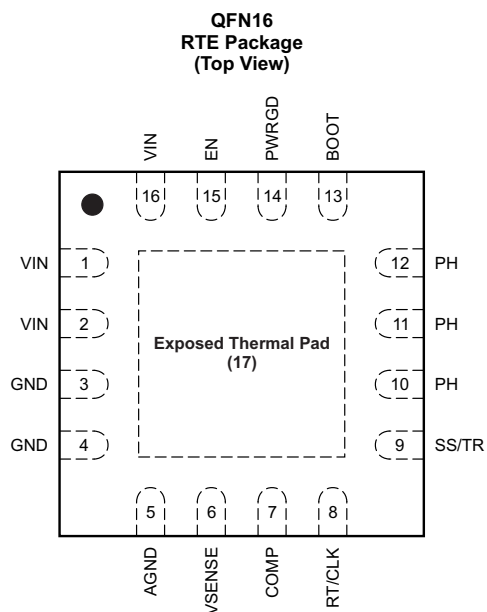 QFN16
RTE Package
(Top View)
VIN
EN
PWRGD
BOOT
16
15
14
13
VIN 1
12 PH
VIN 2
11 PH
Exposed Thermal Pad
(17)
GND 3
10 PH
GND 4
9 SS/TR
5
6
7
8
AGND
VSENSE
COMP
RT/CLK